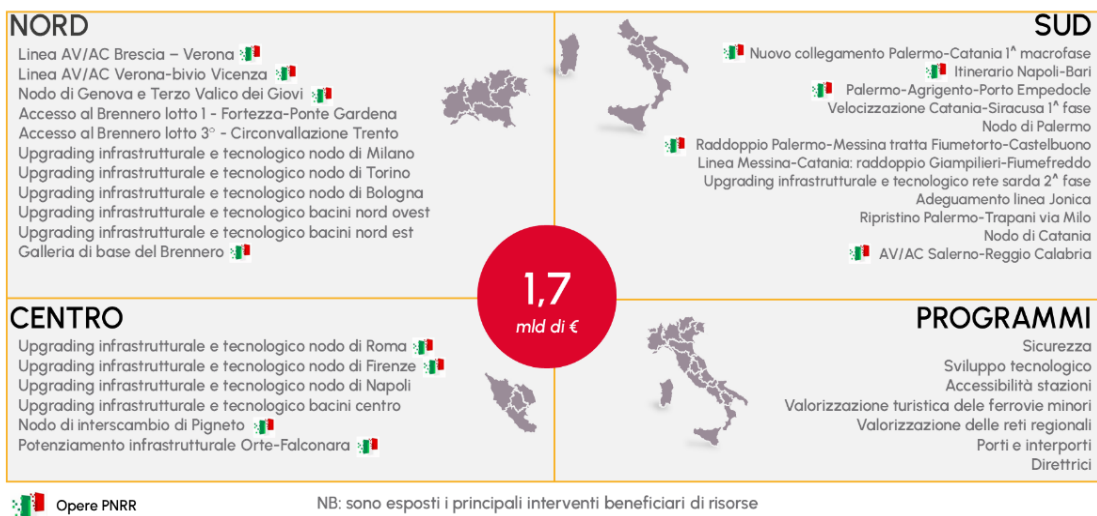 NORD
Linea AV/AC Brescia – Verona
Linea AV/AC Verona-bivio Vicenza
Nodo di Genova e Terzo Valico dei Giovi
Accesso al Brennero lotto 1 - Fortezza-Ponte Gardena
Accesso al Brennero lotto 3° - Circonvallazione Trento
Upgrading infrastrutturale e tecnologico nodo di Milano
Upgrading infrastrutturale e tecnologico nodo di Torino
Upgrading infrastrutturale e tecnologico nodo di Bologna
Upgrading infrastrutturale e tecnologico bacini nord ovest
Upgrading infrastrutturale e tecnologico bacini nord est
Galleria di base del Brennero
SUD
Nuovo collegamento Palermo-Catania 1^ macrofase
Itinerario Napoli-Bari
Palermo-Agrigento-Porto Empedocle
Velocizzazione Catania-Siracusa 1^ fase
Nodo di Palermo
Raddoppio Palermo-Messina tratta Fiumetorto-Castelbuono
Linea Messina-Catania: raddoppio Giampilieri-Fiumefreddo
Upgrading infrastrutturale e tecnologico rete sarda 2^ fase
Adeguamento linea Jonica
Ripristino Palermo-Trapani via Milo
Nodo di Catania
AV/AC Salerno-Reggio Calabria
1,7
mld di €
CENTRO
Upgrading infrastrutturale e tecnologico nodo di Roma
Upgrading infrastrutturale e tecnologico nodo di Firenze
Upgrading infrastrutturale e tecnologico nodo di Napoli
Upgrading infrastrutturale e tecnologico bacini centro
Nodo di interscambio di Pigneto
Potenziamento infrastrutturale Orte-Falconara
PROGRAMMI
Sicurezza
Sviluppo tecnologico
Accessibilità stazioni
Valorizzazione turistica dele ferrovie minori
Valorizzazione delle reti regionali
Porti e interporti
Direttrici
Opere PNRR
NB: sono esposti i principali interventi beneficiari di risorse